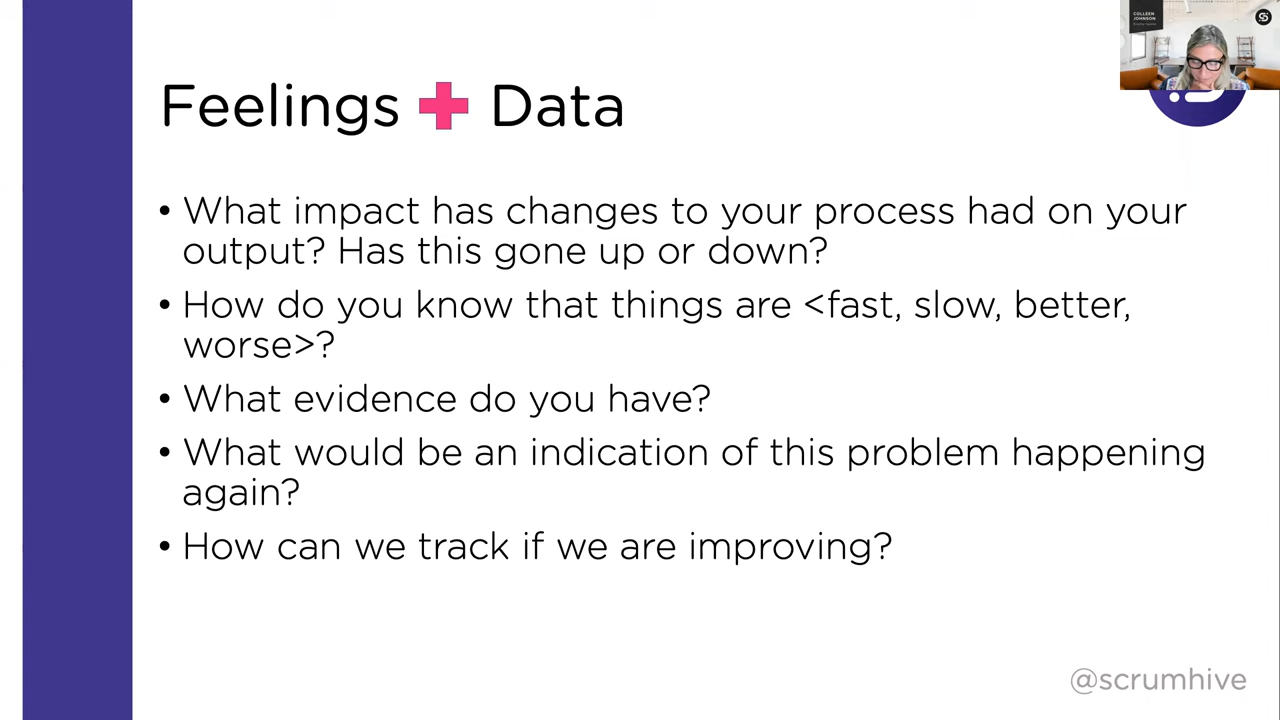 COLLEEN
JOHNSON
Feelings + Data
• What impact has changes to your process had on your
output? Has this gone up or down?
• How do you know that things are <fast, slow, better,
worse>?
• What evidence do you have?
• What would be an indication of this problem happening
again?
• How can we track if we are improving?
@scrumhive